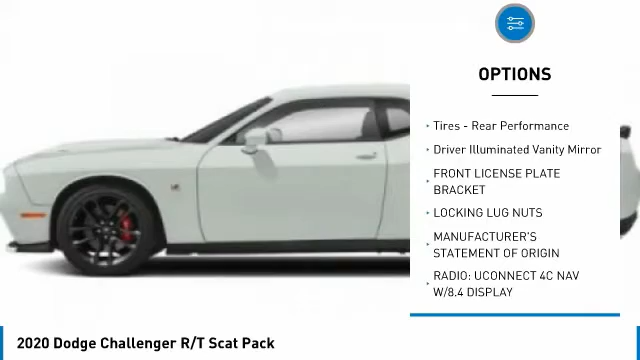 OPTIONS
Tires - Rear Performance
Driver Illuminated Vanity Mirror
FRONT LICENSE PLATE
BRACKET
LOCKING LUG NUTS
MANUFACTURER'S
STATEMENT OF ORIGIN
RADIO: UCONNECT 4C NAV
W/8.4 DISPLAY
2020 Dodge Challenger R/T Scat Pack